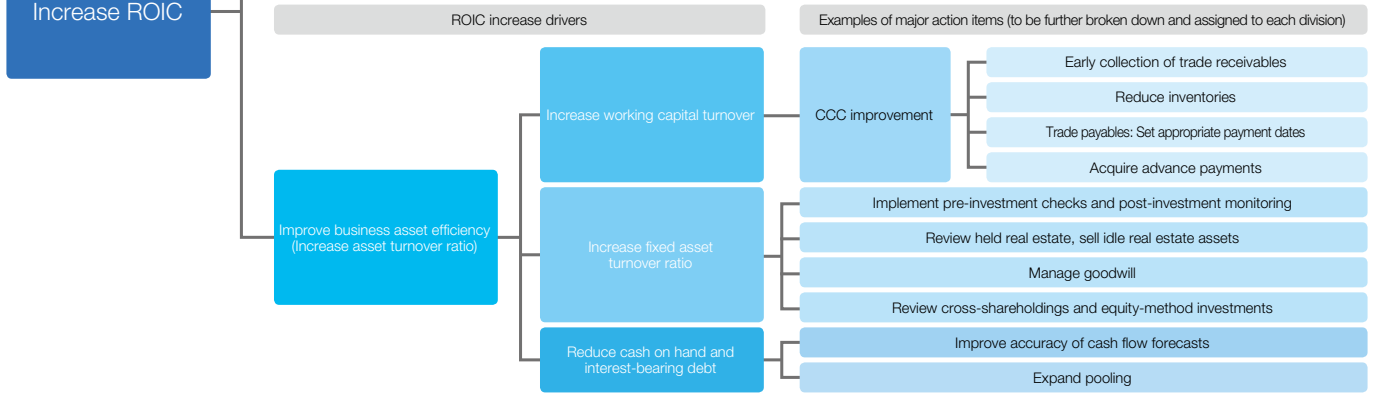 Increase ROIC
ROIC increase drivers
Examples of major action items (to be further broken down and assigned to each division)
Improve business asset efficiency
(Increase asset turnover ratio)
Increase working capital turnover
CCC improvement
Early collection of trade receivables
Reduce inventories
Trade payables: Set appropriate payment dates
Acquire advance payments
Increase fixed asset
turnover ratio
Implement pre-investment checks and post-investment monitoring
Review held real estate, sell idle real estate assets
Manage goodwill
Review cross-shareholdings and equity-method investments
Reduce cash on hand and
interest-bearing debt
Improve accuracy of cash flow forecasts
Expand pooling